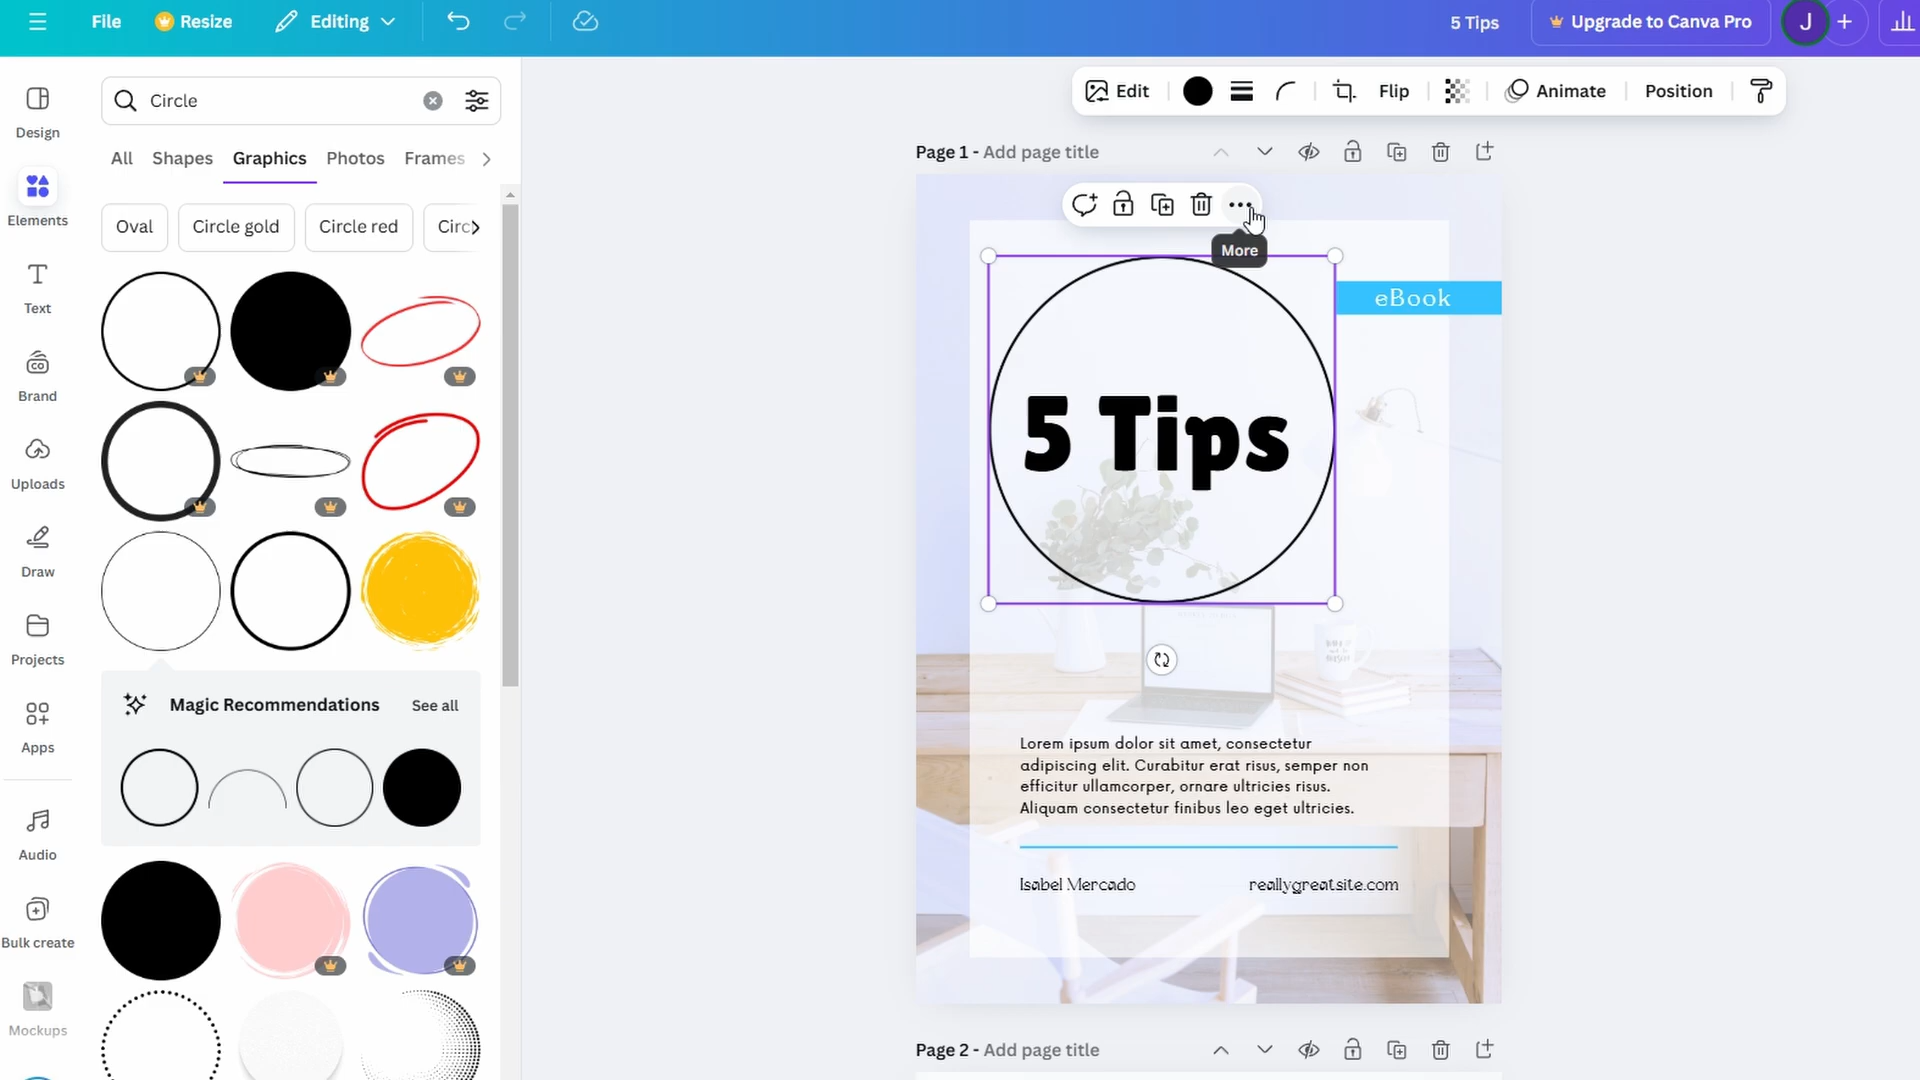 File
Resize
Editing
5 Tips
Upgrade to Canva Pro
J
Design
Elements
Text
Brand
Uploads
Draw
Projects
Apps
Audio
Bulk create
Mockups
Circle
All
Shapes
Graphics
Photos
Frames
Oval
Circle gold
Circle red
Circ
Magic Recommendations
See all
Edit
Flip
Animate
Position
Page 1 - Add page title
More
eBook
5 Tips
Lorem ipsum dolor sit amet, consectetur
adipiscing elit. Curabitur erat risus, semper non
efficitur ullamcorper, ornare ultricies risus.
Aliquam consectetur finibus leo eget ultricies.
Isabel Mercado
reallygreatsite.com
Page 2 - Add page title